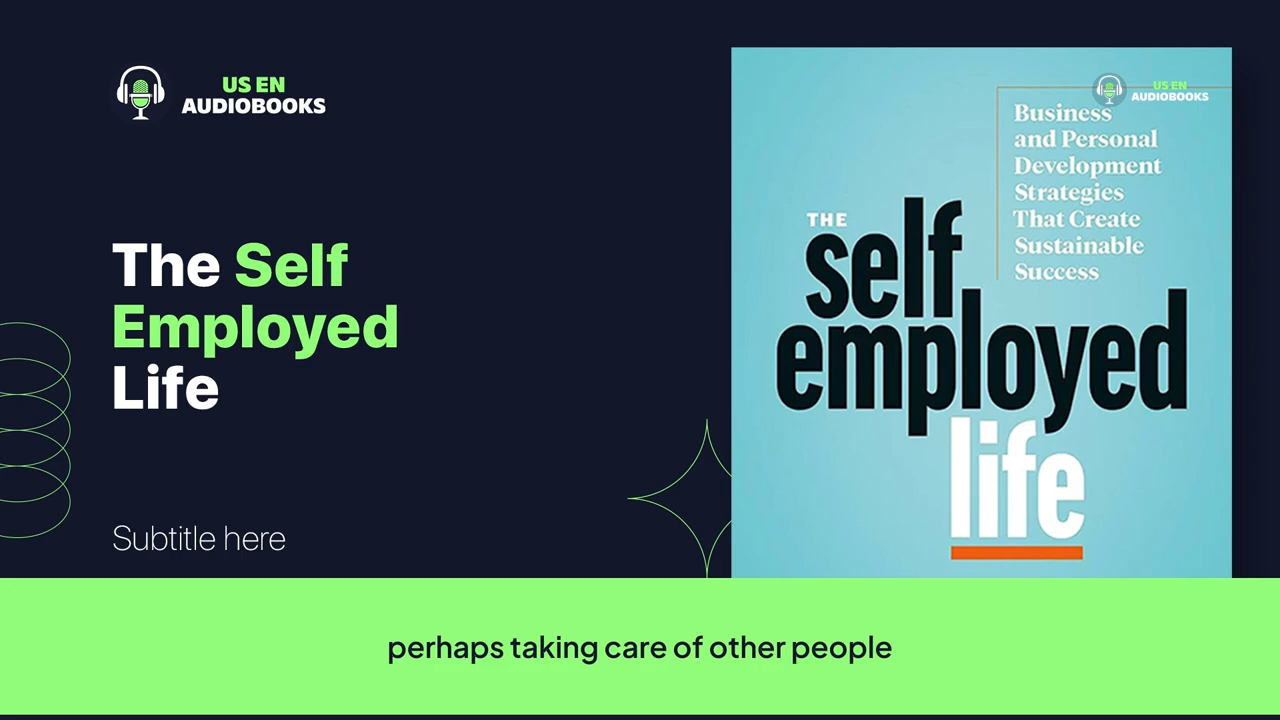 US EN
AUDIOBOOKS
The Self
Employed
Life
Subtitle here
US EN
AUDIOBOOKS
Business
and Personal
Development
Strategies
That Create
Sustainable
Success
THE
self
employed
life
perhaps taking care of other people